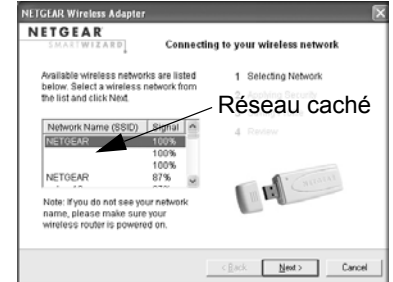 NETGEAR Wireless Adapter
NETGEAR
SMARTWIZARD
Connecting to your wireless network
Available wireless networks are listed
below. Select a wireless network from
the list and click Next.
1 Selecting Network
Réseau caché
4 Review
Network Name (SSID) Signal
NETGEAR 100%
100%
100%
NETGEAR 87%
Note: If you do not see your network
name, please make sure your
wireless router is powered on.
< Back
Next >
Cancel